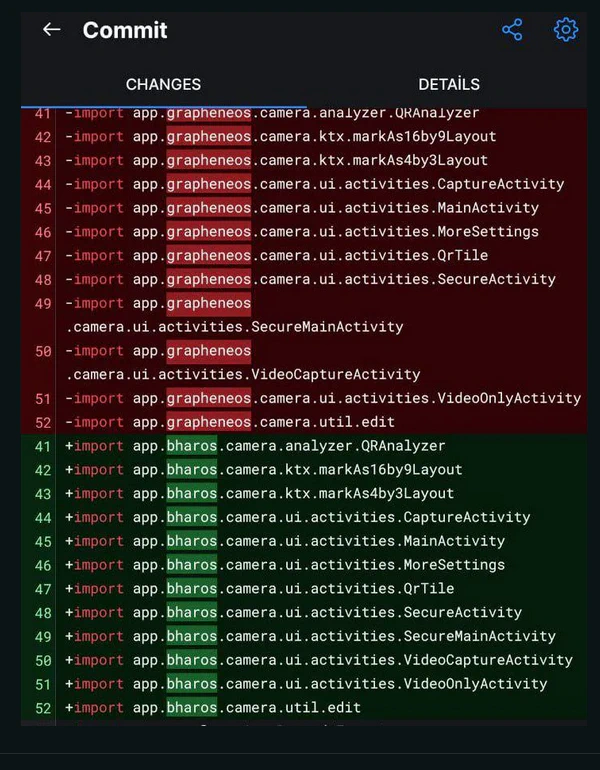 Commit
CHANGES
DETAİLS
41 -import app.grapheneos.camera.analyzer.QRAnalyzer
42 -import app.grapheneos.camera.ktx.markAs16by9Layout
43 -import app.grapheneos.camera.ktx.markAs4by3Layout
44 -import app.grapheneos.camera.ui.activities.CaptureActivity
45 -import app.grapheneos.camera.ui.activities.MainActivity
46 -import app.grapheneos.camera.ui.activities.MoreSettings
47 -import app.grapheneos.camera.ui.activities.QrTile
48 -import app.grapheneos.camera.ui.activities.SecureActivity
49 -import app.grapheneos
.camera.ui.activities.SecureMainActivity
50 -import app.grapheneos
.camera.ui.activities.VideoCaptureActivity
51 -import app.grapheneos.camera.ui.activities.VideoOnlyActivity
52 -import app.grapheneos.camera.util.edit
41 +import app.bharos.camera.analyzer.QRAnalyzer
42 +import app.bharos.camera.ktx.markAs16by9Layout
43 +import app.bharos.camera.ktx.markAs4by3Layout
44 +import app.bharos.camera.ui.activities.CaptureActivity
45 +import app.bharos.camera.ui.activities.MainActivity
46 +import app.bharos.camera.ui.activities.MoreSettings
47 +import app.bharos.camera.ui.activities.QrTile
48 +import app.bharos.camera.ui.activities.SecureActivity
49 +import app.bharos.camera.ui.activities.SecureMainActivity
50 +import app.bharos.camera.ui.activities.VideoCaptureActivity
51 +import app.bharos.camera.ui.activities.VideoOnlyActivity
52 +import app.bharos.camera.util.edit